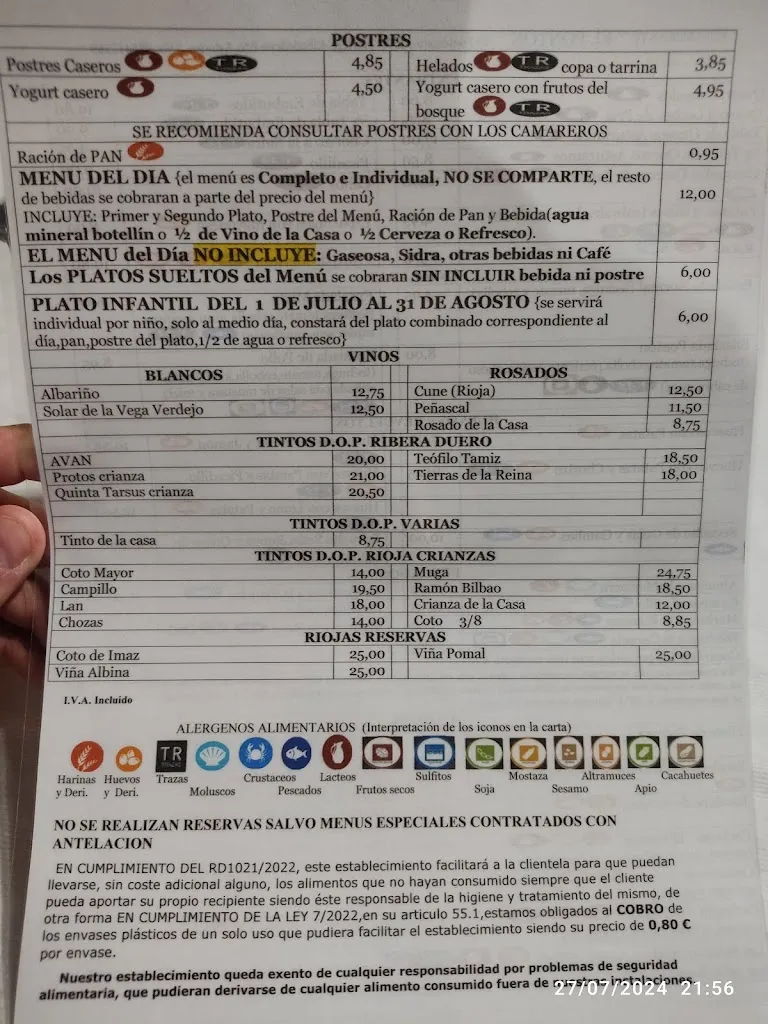 POSTRES
Postres Caseros TR 4,85 Helados TR copa o tarrina 3,85
Yogurt casero 4,50 Yogurt casero con frutos del
bosque TR 4,95
SE RECOMIENDA CONSULTAR POSTRES CON LOS CAMAREROS
Ración de PAN 0,95
MENU DEL DIA {el menú es Completo e Individual, NO SE COMPARTE, el resto
de bebidas se cobraran a parte del precio del menú} 12,00
INCLUYE: Primer y Segundo Plato, Postre del Menú, Ración de Pan y Bebida(agua
mineral botellín o ½ de Vino de la Casa o ½ Cerveza o Refresco).
EL MENU del Día NO INCLUYE: Gaseosa, Sidra, otras bebidas ni Café
Los PLATOS SUELTOS del Menú se cobraran SIN INCLUIR bebida ni postre 6,00
PLATO INFANTIL DEL 1 DE JULIO AL 31 DE AGOSTO {se servirá
individual por niño, solo al medio día, constará del plato combinado correspondiente al 6,00
día,pan,postre del plato,1/2 de agua o refresco}
VINOS
BLANCOS ROSADOS
Albariño 12,75 Cune (Rioja) 12,50
Solar de la Vega Verdejo 12,50 Peñascal 11,50
Rosado de la Casa 8,75
TINTOS D.O.P. RIBERA DUERO
AVAN 20,00 Teófilo Tamiz 18,50
Protos crianza 21,00 Tierras de la Reina 18,00
Quinta Tarsus crianza 20,50
TINTOS D.O.P. VARIAS
Tinto de la casa 8,75
TINTOS D.O.P. RIOJA CRIANZAS
Coto Mayor 14,00 Muga 24,75
Campillo 19,50 Ramón Bilbao 18,50
Lan 18,00 Crianza de la Casa 12,00
Chozas 14,00 Coto 3/8 8,85
RIOJAS RESERVAS
Coto de Imaz 25,00 Viña Pomal 25,00
Viña Albina 25,00
I.V.A. Incluido
ALERGENOS ALIMENTARIOS (Interpretación de los iconos en la carta)
TR
Harinas y Deri. Huevos y Deri. Trazas Moluscos Crustaceos Pescados Lacteos Frutos secos Sulfitos Soja Mostaza Sesamo Altramuces Apio Cacahuetes
NO SE REALIZAN RESERVAS SALVO MENUS ESPECIALES CONTRATADOS CON
ANTELACION
EN CUMPLIMIENTO DEL RD1021/2022, este establecimiento facilitará a la clientela para que puedan
llevarse, sin coste adicional alguno, los alimentos que no hayan consumido siempre que el cliente
pueda aportar su propio recipiente siendo éste responsable de la higiene y tratamiento del mismo, de
otra forma EN CUMPLIMIENTO DE LA LEY 7/2022,en su articulo 55.1,estamos obligados al COBRO de
los envases plásticos de un solo uso que pudiera facilitar el establecimiento siendo su precio de 0,80 €
por envase.
Nuestro establecimiento queda exento de cualquier responsabilidad por problemas de seguridad
alimentaria, que pudieran derivarse de cualquier alimento consumido fuera de nuestras instalaciones.
27/07/2024 21:56